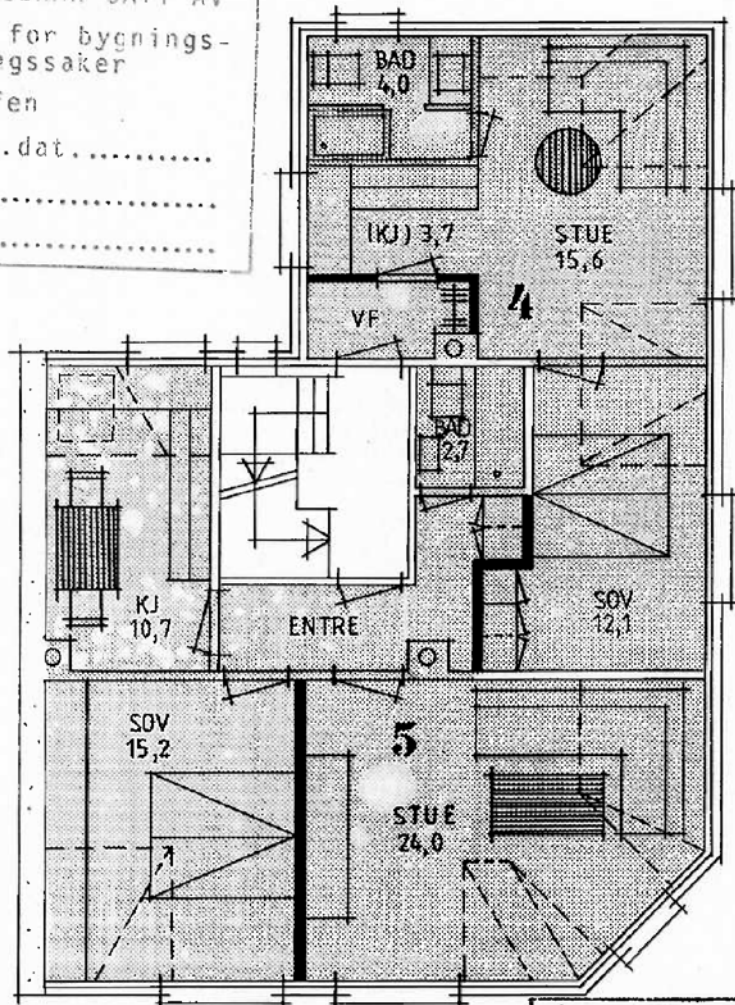 for bygnings-
egssaker
fen
.dat............
BAD
4,0
(KJ) 3,7
STUE
15,6
4
VF
BAD
2,7
KJ
10,7
ENTRE
SOV
12,1
SOV
15,2
5
STUE
24,0